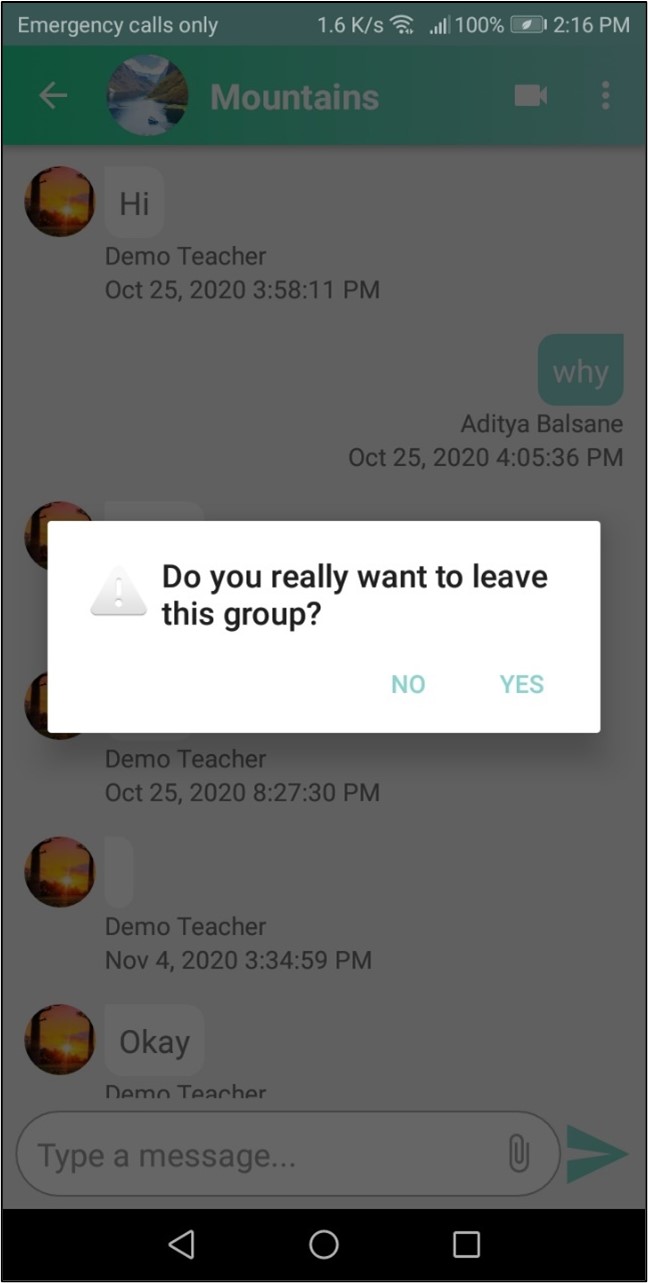 Emergency calls only 1.6 K/s 100% 2:16 PM
Mountains
Hi
Demo Teacher
Oct 25, 2020 3:58:11 PM
why
Aditya Balsane
Oct 25, 2020 4:05:36 PM
Do you really want to leave
this group?
NO YES
Demo Teacher
Oct 25, 2020 8:27:30 PM
Demo Teacher
Nov 4, 2020 3:34:59 PM
Okay
Demo Teacher
Type a message...